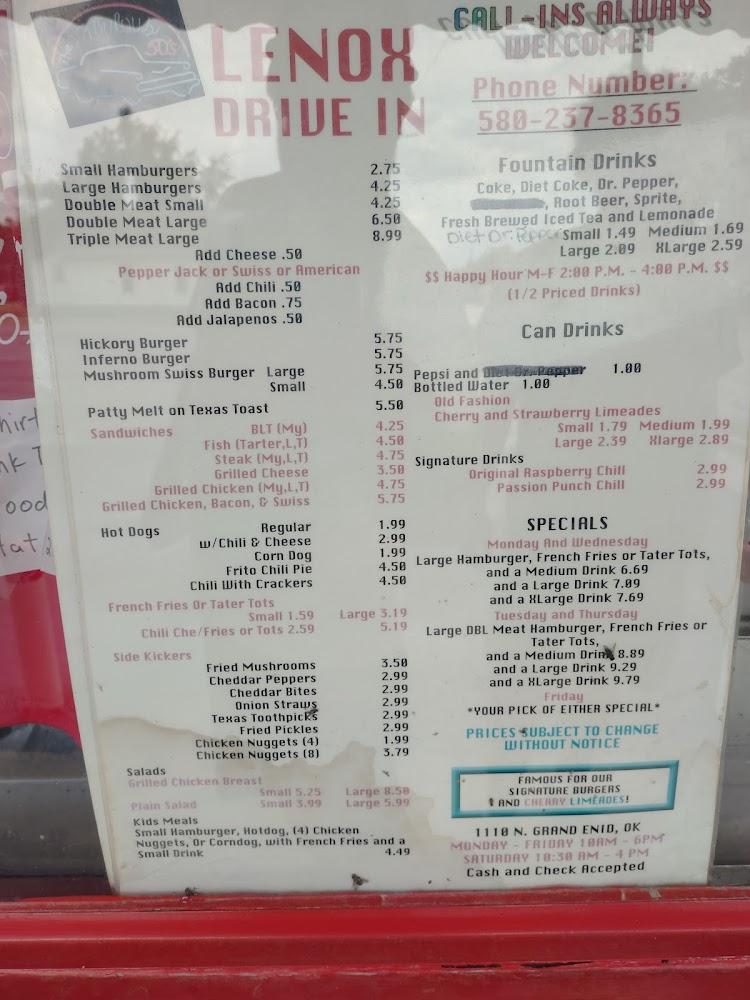 The Fabulous 50's
LENOX
DRIVE IN
CALL-INS ALWAYS
WELCOME!
Phone Number:
580-237-8365
Small Hamburgers 2.75
Large Hamburgers 4.25
Double Meat Small 4.25
Double Meat Large 6.50
Triple Meat Large 8.99
Add Cheese .50
Pepper Jack or Swiss or American
Add Chili .50
Add Bacon .75
Add Jalapenos .50
Hickory Burger 5.75
Inferno Burger 5.75
Mushroom Swiss Burger Large 5.75
Small 4.50
Patty Melt on Texas Toast 5.50
Sandwiches BLT (My) 4.25
Fish (Tarter,L,T) 4.50
Steak (My,L,T) 4.75
Grilled Cheese 3.50
Grilled Chicken (My,L,T) 4.75
Grilled Chicken, Bacon, & Swiss 5.75
Hot Dogs Regular 1.99
w/Chili & Cheese 2.99
Corn Dog 1.99
Frito Chili Pie 4.50
Chili With Crackers 4.50
French Fries Or Tater Tots
Small 1.59 Large 3.19
Chili Che/Fries or Tots 2.59 5.19
Side Kickers
Fried Mushrooms 3.50
Cheddar Peppers 2.99
Cheddar Bites 2.99
Onion Straws 2.99
Texas Toothpicks 2.99
Fried Pickles 2.99
Chicken Nuggets (4) 1.99
Chicken Nuggets (8) 3.79
Salads
Grilled Chicken Breast
Small 5.25 Large 8.50
Plain Salad Small 3.99 Large 5.99
Kids Meals
Small Hamburger, Hotdog, (4) Chicken
Nuggets, Or Corndog, with French Fries and a
Small Drink 4.49
Fountain Drinks
Coke, Diet Coke, Dr. Pepper,
, Root Beer, Sprite,
Fresh Brewed Iced Tea and Lemonade
Diet Dr. Pepper Small 1.49 Medium 1.69
Large 2.09 XLarge 2.59
$$ Happy Hour M-F 2:00 P.M. - 4:00 P.M. $$
(1/2 Priced Drinks)
Can Drinks
Pepsi and Diet Dr. Pepper 1.00
Bottled Water 1.00
Old Fashion
Cherry and Strawberry Limeades
Small 1.79 Medium 1.99
Large 2.39 Xlarge 2.89
Signature Drinks
Original Raspberry Chill 2.99
Passion Punch Chill 2.99
SPECIALS
Monday And Wednesday
Large Hamburger, French Fries or Tater Tots,
and a Medium Drink 6.69
and a Large Drink 7.09
and a XLarge Drink 7.69
Tuesday and Thursday
Large DBL Meat Hamburger, French Fries or
Tater Tots,
and a Medium Drink 8.89
and a Large Drink 9.29
and a XLarge Drink 9.79
Friday
*YOUR PICK OF EITHER SPECIAL*
PRICES SUBJECT TO CHANGE
WITHOUT NOTICE
FAMOUS FOR OUR
SIGNATURE BURGERS
AND CHERRY LIMEADES!
1110 N. GRAND ENID, OK
MONDAY - FRIDAY 10AM - 6PM
SATURDAY 10:30 AM - 4 PM
Cash and Check Accepted